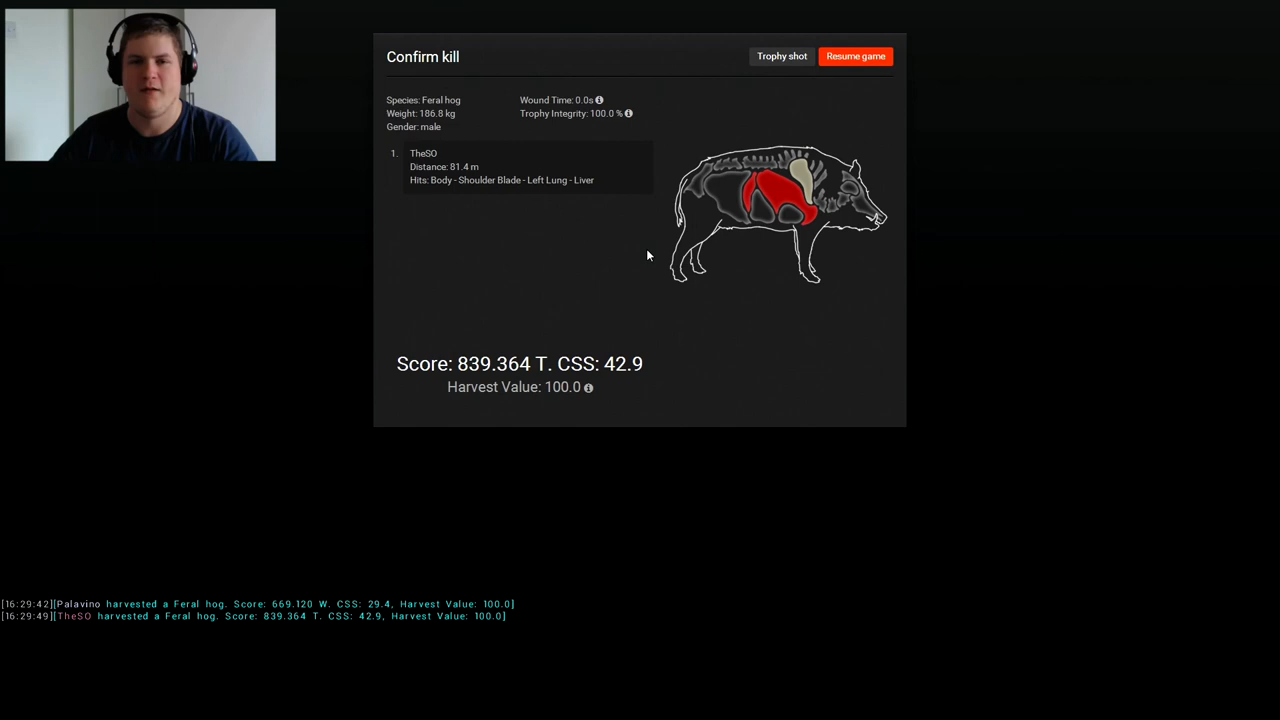 Confirm kill
Trophy shot
Resume game
Species: Feral hog
Weight: 186.8 kg
Gender: male
Wound Time: 0.0s
Trophy Integrity: 100.0 %
1.
TheSO
Distance: 81.4 m
Hits: Body - Shoulder Blade - Left Lung - Liver
Score: 839.364 T. CSS: 42.9
Harvest Value: 100.0
[16:29:42][Palavino harvested a Feral hog. Score: 669.120 W. CSS: 29.4, Harvest Value: 100.0]
[16:29:49][TheSO harvested a Feral hog. Score: 839.364 T. CSS: 42.9, Harvest Value: 100.0]